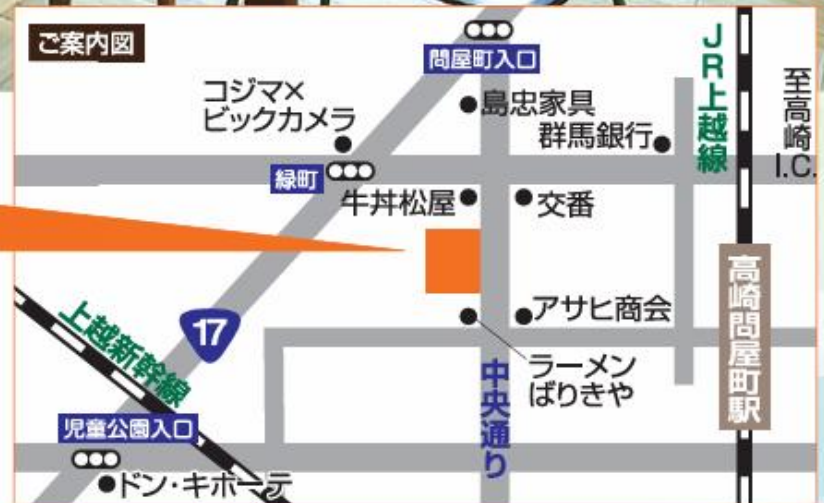 ご案内図
問屋町入口
JR上越線
至高崎I.C.
コジマ×
ビックカメラ
島忠家具
群馬銀行
緑町
牛丼松屋
交番
高崎問屋町駅
上越新幹線
17
アサヒ商会
ラーメン
ばりきや
中央通り
児童公園入口
ドン・キホーテ